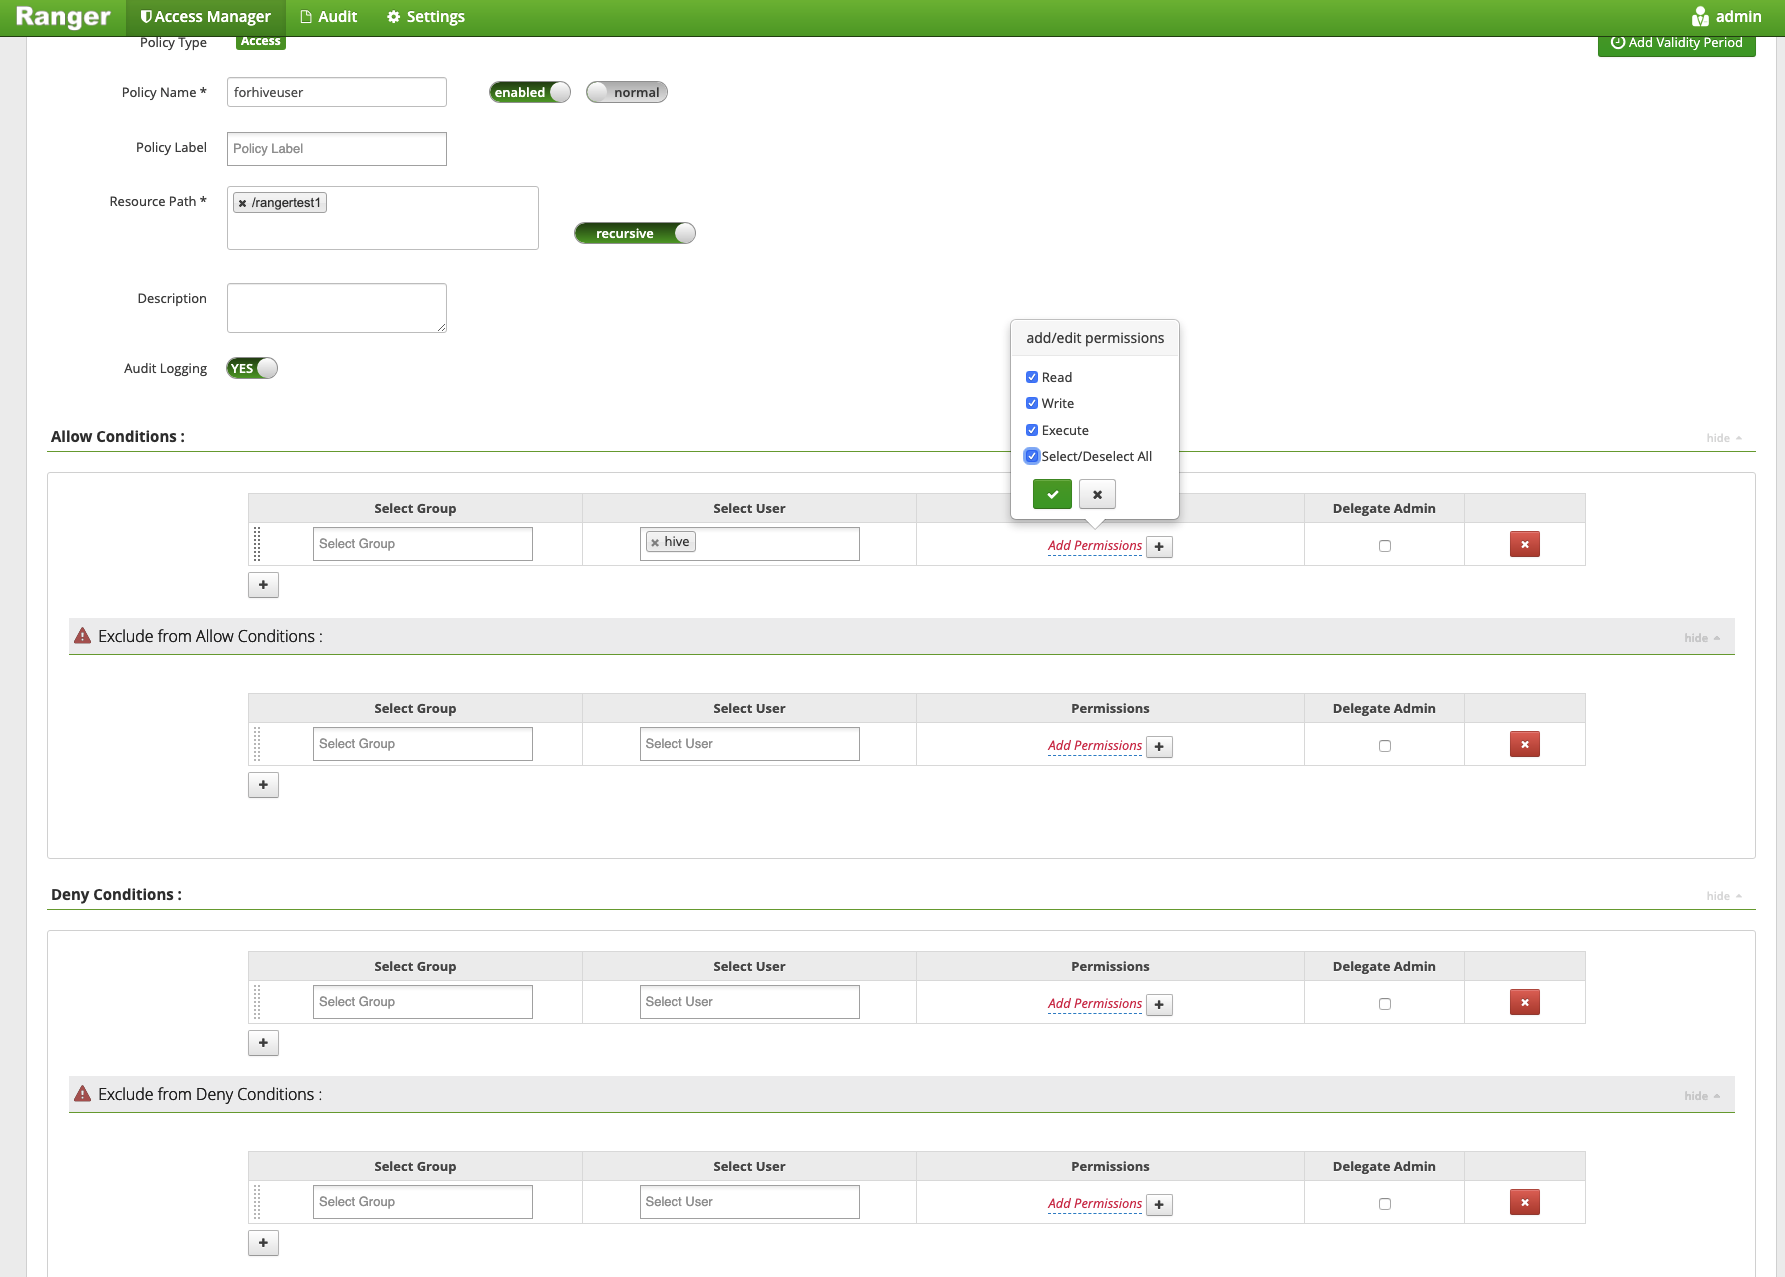 Ranger Access Manager Audit Settings admin
Policy Type Access Add Validity Period
Policy Name * forhiveuser enabled normal
Policy Label Policy Label
Resource Path * /rangertest1
recursive
Description
add/edit permissions
Audit Logging YES
Read
Write
Execute
Select/Deselect All
Allow Conditions : hide
Select Group Select User Delegate Admin
Select Group hive Add Permissions
Exclude from Allow Conditions : hide
Select Group Select User Permissions Delegate Admin
Select Group Select User Add Permissions
Deny Conditions : hide
Select Group Select User Permissions Delegate Admin
Select Group Select User Add Permissions
Exclude from Deny Conditions : hide
Select Group Select User Permissions Delegate Admin
Select Group Select User Add Permissions